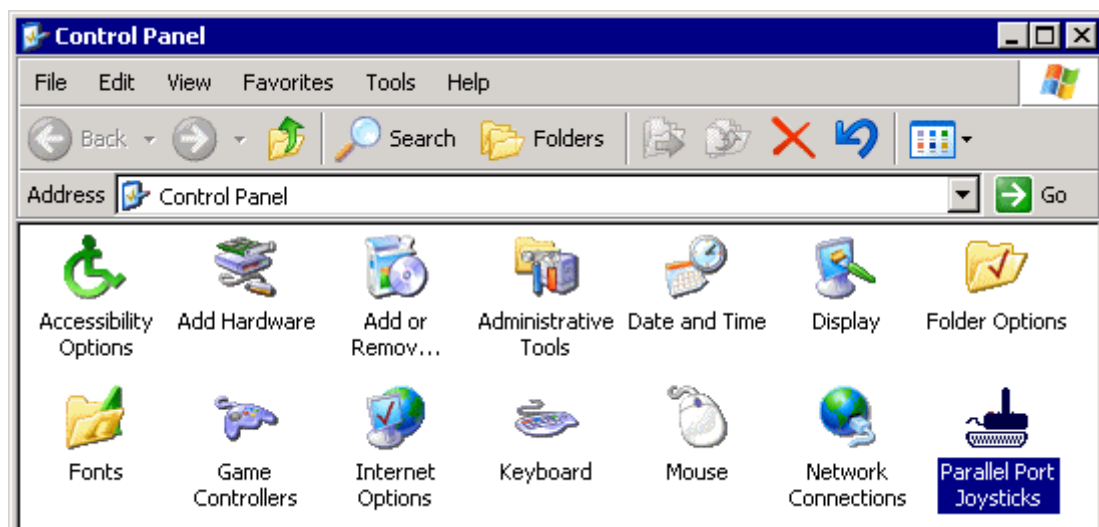 Control Panel
File Edit View Favorites Tools Help
Back Search Folders
Address Control Panel Go
Accessibility Options
Add Hardware
Add or Remov...
Administrative Tools
Date and Time
Display
Folder Options
Fonts
Game Controllers
Internet Options
Keyboard
Mouse
Network Connections
Parallel Port Joysticks